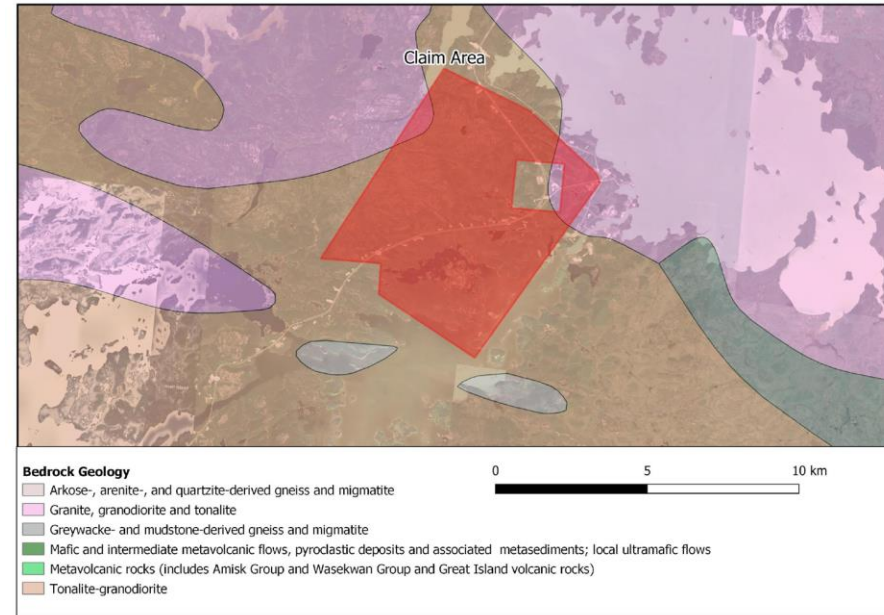 Claim Area
Bedrock Geology
Arkose-, arenite-, and quartzite-derived gneiss and migmatite
Granite, granodiorite and tonalite
Greywacke- and mudstone-derived gneiss and migmatite
Mafic and intermediate metavolcanic flows, pyroclastic deposits and associated metasediments; local ultramafic flows
Metavolcanic rocks (includes Amisk Group and Wasekwan Group and Great Island volcanic rocks)
Tonalite-granodiorite
0 5 10 km